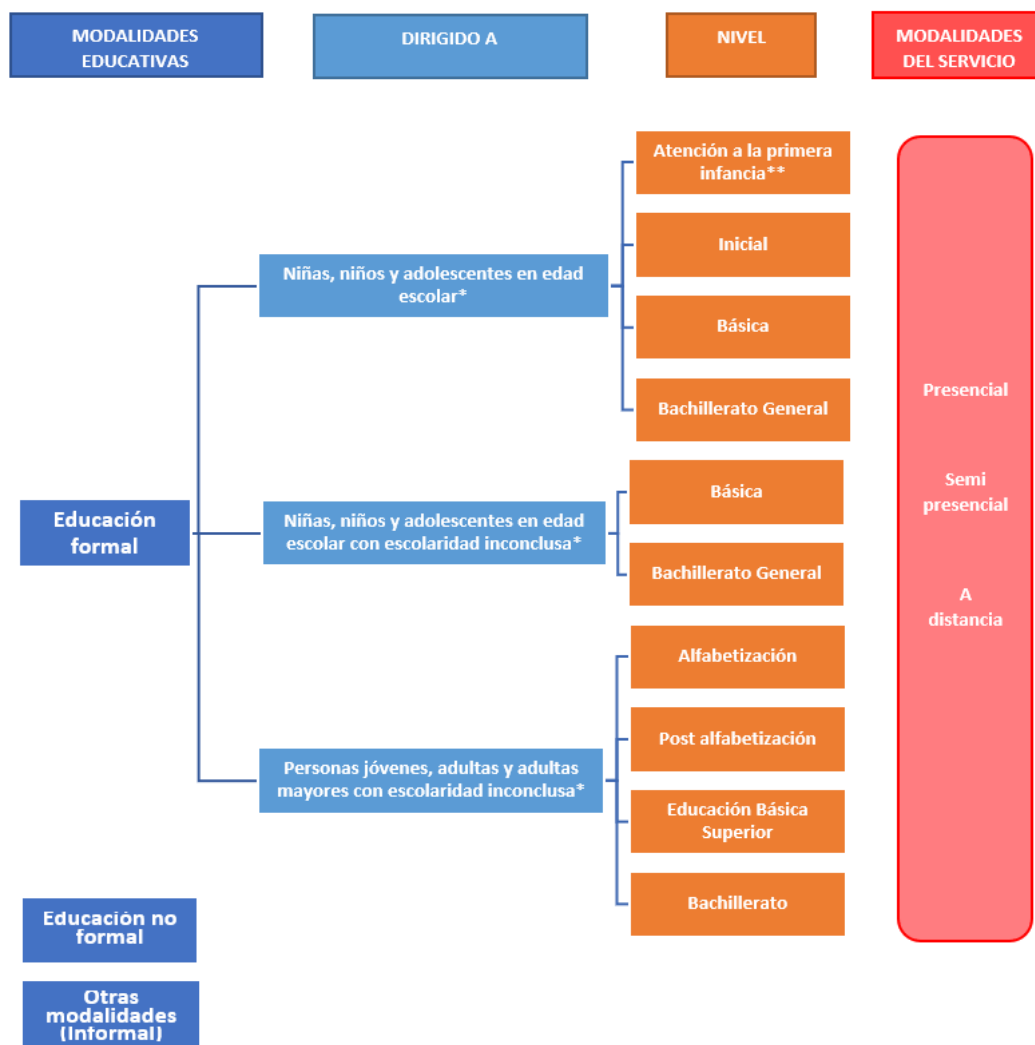 MODALIDADES
EDUCATIVAS
DIRIGIDO A
NIVEL
MODALIDADES
DEL SERVICIO
Atención a la primera
infancia**
Inicial
Niñas, niños y adolescentes en edad
escolar*
Básica
Bachillerato General
Presencial
Semi
presencial
A
distancia
Educación
formal
Niñas, niños y adolescentes en edad
escolar con escolaridad inconclusa*
Básica
Bachillerato General
Alfabetización
Post alfabetización
Personas jóvenes, adultas y adultas
mayores con escolaridad inconclusa*
Educación Básica
Superior
Bachillerato
Educación no
formal
Otras
modalidades
(Informal)